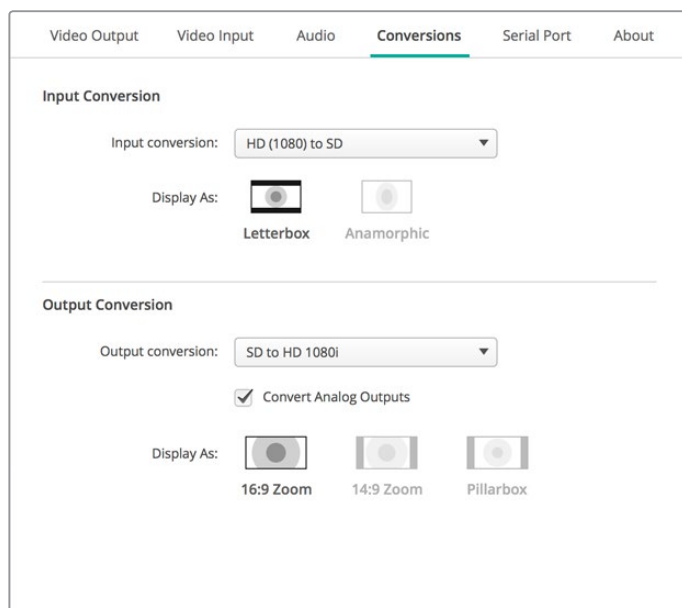 Video Output Video Input Audio Conversions Serial Port About
Input Conversion
Input conversion: HD (1080) to SD
Display As:
Letterbox Anamorphic
Output Conversion
Output conversion: SD to HD 1080i
Convert Analog Outputs
Display As:
16:9 Zoom 14:9 Zoom Pillarbox